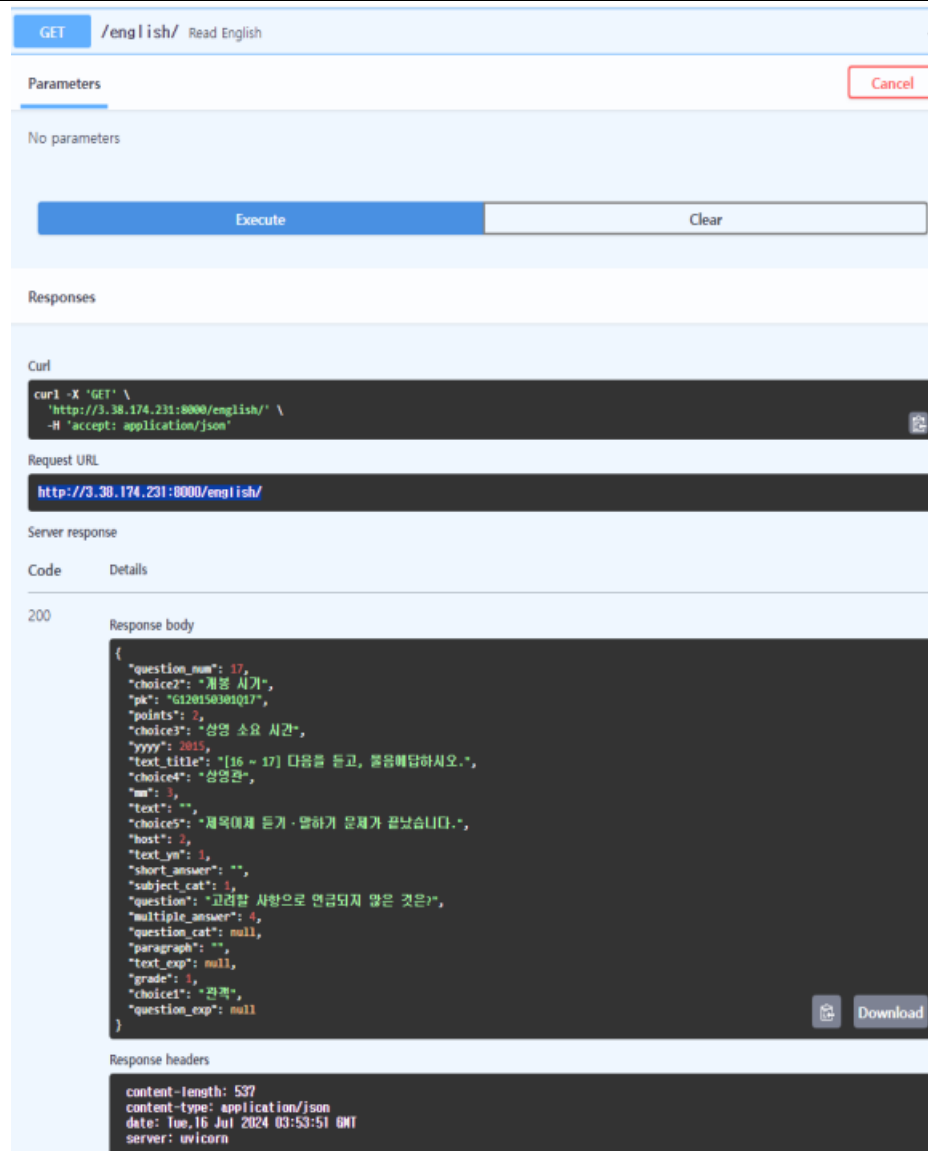 GET /english/ Read English
Parameters
Cancel
No parameters
Execute
Clear
Responses
Curl
curl -X 'GET' \
'http://3.38.174.231:8000/english/' \
-H 'accept: application/json'
Request URL
http://3.38.174.231:8000/english/
Server response
Code Details
200
Response body
{
"question_num": 17,
"choice2": "개봉 시기",
"pk": "G120150301Q17",
"points": 2,
"choice3": "상영 소요 시간",
"yyyy": 2015,
"text_title": "[16 ~ 17] 다음을 듣고, 물음에답하시오.",
"choice4": "상영관",
"mm": 3,
"text": "",
"choice5": "제목이제 듣기·말하기 문제가 끝났습니다.",
"host": 2,
"text_yn": 1,
"short_answer": "",
"subject_cat": 1,
"question": "고려할 사항으로 언급되지 않은 것은?",
"multiple_answer": 4,
"question_cat": null,
"paragraph": "",
"text_exp": null,
"grade": 1,
"choice1": "관객",
"question_exp": null
}
Download
Response headers
content-length: 537
content-type: application/json
date: Tue,16 Jul 2024 03:53:51 GMT
server: uvicorn